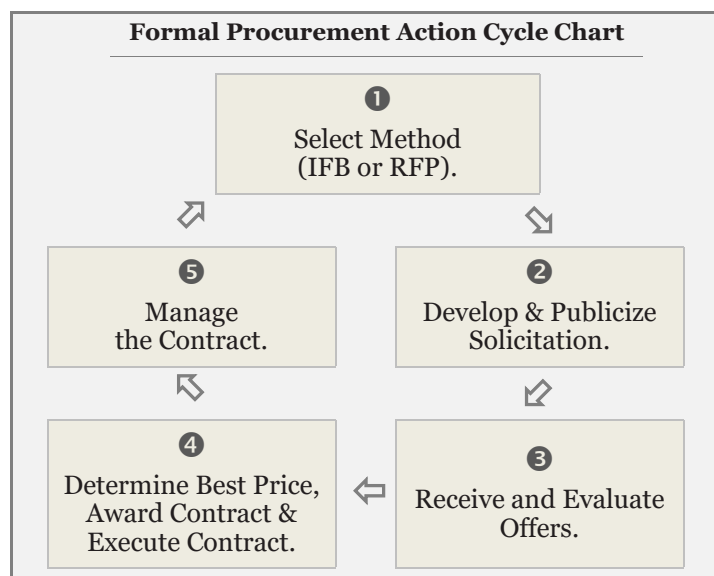 Formal Procurement Action Cycle Chart
❶
Select Method
(IFB or RFP).
❷
Develop & Publicize
Solicitation.
❸
Receive and Evaluate
Offers.
❹
Determine Best Price,
Award Contract &
Execute Contract.
❺
Manage
the Contract.